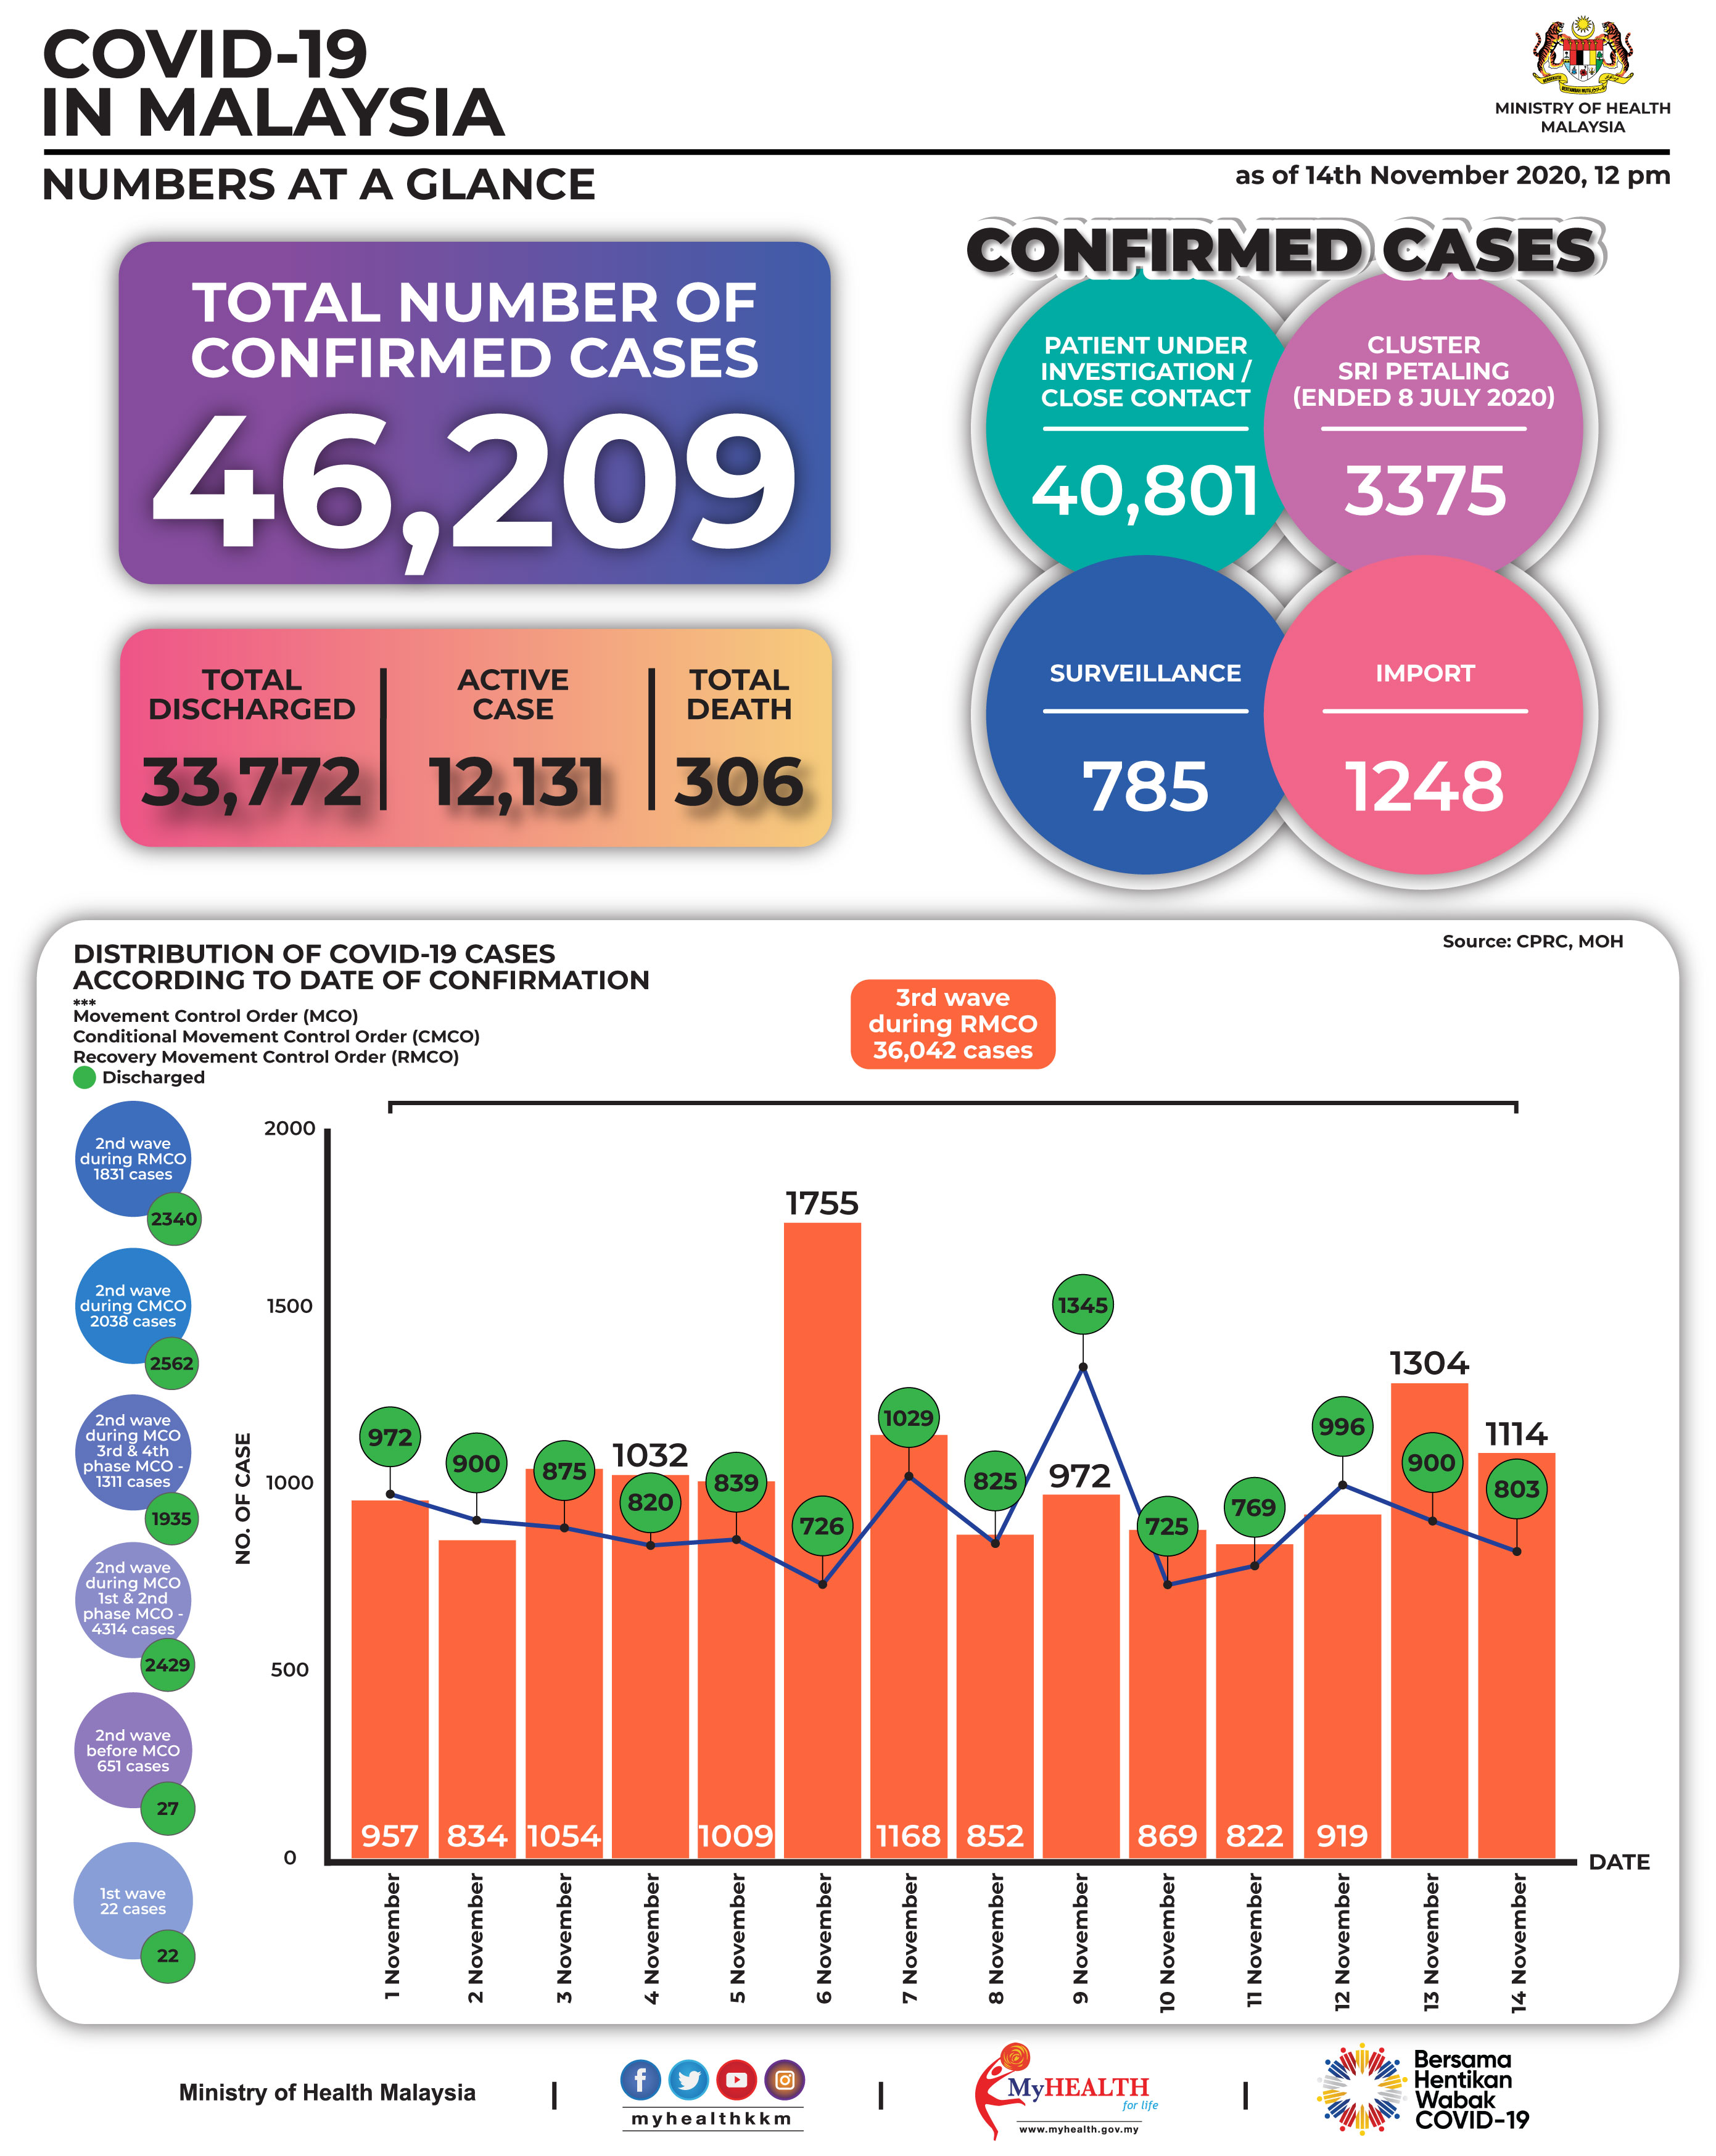 COVID-19
IN MALAYSIA
MINISTRY OF HEALTH
MALAYSIA
NUMBERS AT A GLANCE
as of 14th November 2020, 12 pm
TOTAL NUMBER OF
CONFIRMED CASES
46,209
TOTAL
DISCHARGED
33,772
ACTIVE
CASE
12,131
TOTAL
DEATH
306
CONFIRMED CASES
PATIENT UNDER
INVESTIGATION /
CLOSE CONTACT
40,801
CLUSTER
SRI PETALING
(ENDED 8 JULY 2020)
3375
SURVEILLANCE
785
IMPORT
1248
DISTRIBUTION OF COVID-19 CASES
ACCORDING TO DATE OF CONFIRMATION
***
Movement Control Order (MCO)
Conditional Movement Control Order (CMCO)
Recovery Movement Control Order (RMCO)
Discharged
Source: CPRC, MOH
3rd wave
during RMCO
36,042 cases
2nd wave
during RMCO
1831 cases
2340
2nd wave
during CMCO
2038 cases
2562
2nd wave
during MCO
3rd & 4th
phase MCO -
1311 cases
1935
2nd wave
during MCO
1st & 2nd
phase MCO -
4314 cases
2429
2nd wave
before MCO
651 cases
27
1st wave
22 cases
22
NO. OF CASE
2000
1500
1000
500
0
972
900
875
1032
820
839
1755
726
1029
825
1345
972
725
769
996
1304
900
1114
803
957
834
1054
1009
1168
852
869
822
919
DATE
1 November
2 November
3 November
4 November
5 November
6 November
7 November
8 November
9 November
10 November
11 November
12 November
13 November
14 November
Ministry of Health Malaysia
myhealthkkm
MyHEALTH
for life
www.myhealth.gov.my
Bersama
Hentikan
Wabak
COVID-19